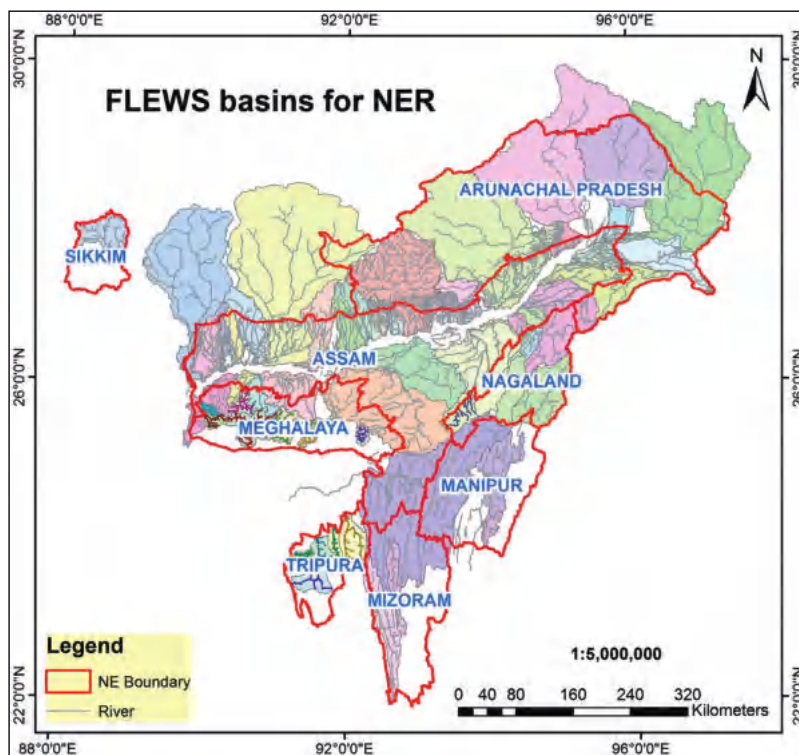 88°0'0"E 92°0'0"E 96°0'0"E
30°0'0"N
30°0'0"N
N
FLEWS basins for NER
ARUNACHAL PRADESH
SIKKIM
ASSAM
26°0'0"N
26°0'0"N
NAGALAND
MEGHALAYA
MANIPUR
TRIPURA
MIZORAM
Legend
NE Boundary
River
1:5,000,000
0 40 80 160 240 320
Kilometers
22°0'0"N
22°0'0"N
88°0'0"E 92°0'0"E 96°0'0"E